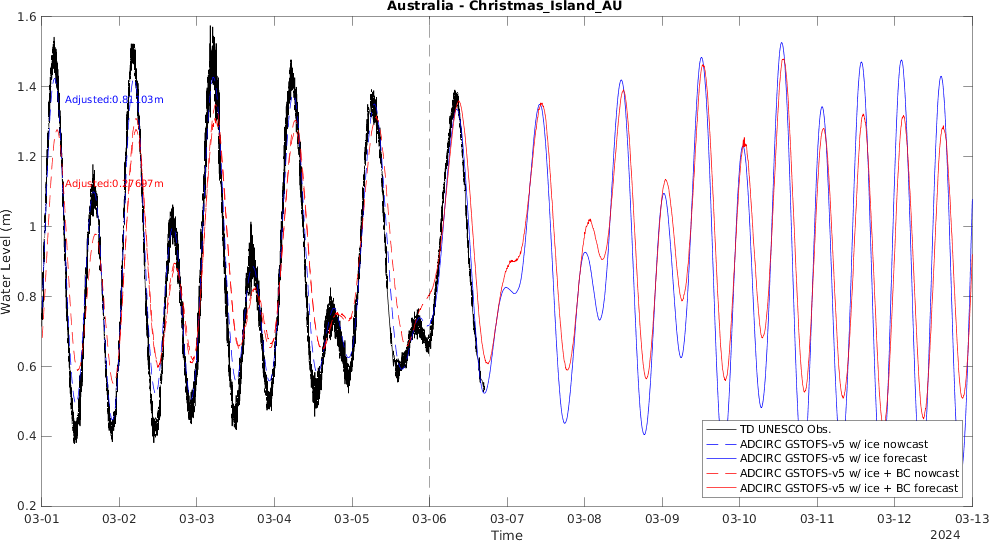 Australia - Christmas_Island_AU
1.6
1.4
1.2
1
0.8
0.6
0.4
0.2
Water Level (m)
Adjusted:0.81103m
Adjusted:0.27697m
TD UNESCO Obs.
ADCIRC GSTOFS-v5 w/ ice nowcast
ADCIRC GSTOFS-v5 w/ ice forecast
ADCIRC GSTOFS-v5 w/ ice + BC nowcast
ADCIRC GSTOFS-v5 w/ ice + BC forecast
03-01 03-02 03-03 03-04 03-05 03-06 03-07 03-08 03-09 03-10 03-11 03-12 03-13
Time
2024